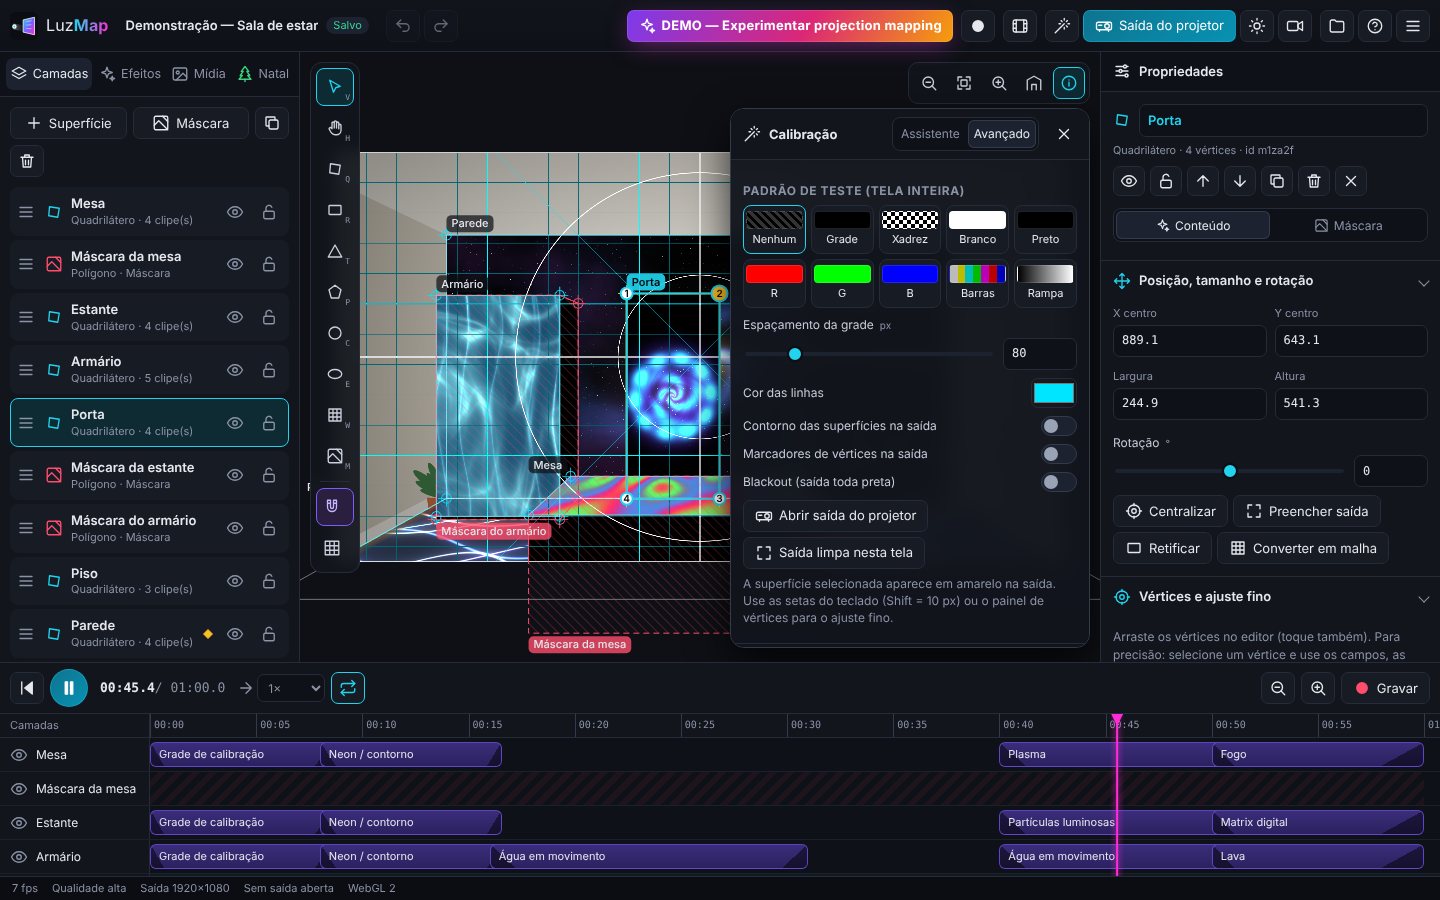 LuzMap
Demonstração — Sala de estar
Salvo
DEMO — Experimentar projection mapping
Saída do projetor
Camadas
Efeitos
Mídia
Natal
Superfície
Máscara
Mesa
Quadrilátero · 4 clipe(s)
Máscara da mesa
Polígono · Máscara
Estante
Quadrilátero · 4 clipe(s)
Armário
Quadrilátero · 5 clipe(s)
Porta
Quadrilátero · 4 clipe(s)
Máscara da estante
Polígono · Máscara
Máscara do armário
Polígono · Máscara
Piso
Quadrilátero · 3 clipe(s)
Parede
Quadrilátero · 4 clipe(s)
V
H
Q
R
T
P
C
E
W
M
Parede
Armário
Porta
1
2
Mesa
4
3
Máscara do armário
Máscara da mesa
Calibração
Assistente
Avançado
PADRÃO DE TESTE (TELA INTEIRA)
Nenhum
Grade
Xadrez
Branco
Preto
R
G
B
Barras
Rampa
Espaçamento da grade px
80
Cor das linhas
Contorno das superfícies na saída
Marcadores de vértices na saída
Blackout (saída toda preta)
Abrir saída do projetor
Saída limpa nesta tela
A superfície selecionada aparece em amarelo na saída.
Use as setas do teclado (Shift = 10 px) ou o painel de
vértices para o ajuste fino.
Propriedades
Porta
Quadrilátero · 4 vértices · id m1za2f
Conteúdo
Máscara
Posição, tamanho e rotação
X centro
Y centro
889.1
643.1
Largura
Altura
244.9
541.3
Rotação °
0
Centralizar
Preencher saída
Retificar
Converter em malha
Vértices e ajuste fino
Arraste os vértices no editor (toque também). Para
precisão: selecione um vértice e use os campos, as
00:45.4/ 01:00.0
1×
Gravar
Camadas
00:00
00:05
00:10
00:15
00:20
00:25
00:30
00:35
00:40
00:45
00:50
00:55
01
Mesa
Grade de calibração
Neon / contorno
Plasma
Fogo
Máscara da mesa
Estante
Grade de calibração
Neon / contorno
Partículas luminosas
Matrix digital
Armário
Grade de calibração
Neon / contorno
Água em movimento
Água em movimento
Lava
7 fps
Qualidade alta
Saída 1920×1080
Sem saída aberta
WebGL 2